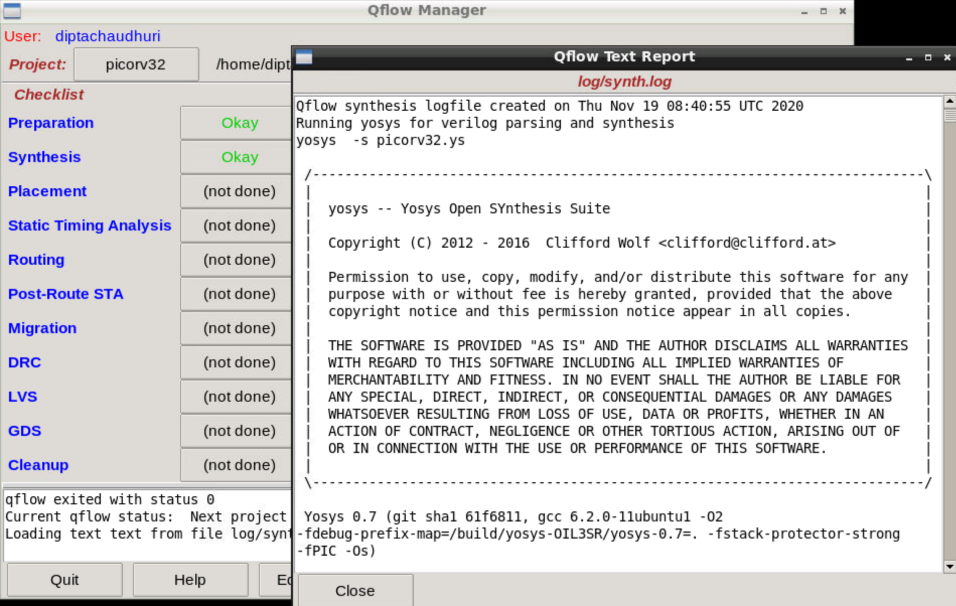 Qflow Manager
User: diptachaudhuri
Project: picorv32 /home/dipt
Checklist
Preparation Okay
Synthesis Okay
Placement (not done)
Static Timing Analysis (not done)
Routing (not done)
Post-Route STA (not done)
Migration (not done)
DRC (not done)
LVS (not done)
GDS (not done)
Cleanup (not done)
qflow exited with status 0
Current qflow status:  Next project
Loading text text from file log/synt
Quit Help Ec
Qflow Text Report
log/synth.log
Qflow synthesis logfile created on Thu Nov 19 08:40:55 UTC 2020
Running yosys for verilog parsing and synthesis
yosys  -s picorv32.ys
/----------------------------------------------------------------------------\
|                                                                            |
|  yosys -- Yosys Open SYnthesis Suite                                       |
|                                                                            |
|  Copyright (C) 2012 - 2016  Clifford Wolf <clifford@clifford.at>           |
|                                                                            |
|  Permission to use, copy, modify, and/or distribute this software for any  |
|  purpose with or without fee is hereby granted, provided that the above    |
|  copyright notice and this permission notice appear in all copies.         |
|                                                                            |
|  THE SOFTWARE IS PROVIDED "AS IS" AND THE AUTHOR DISCLAIMS ALL WARRANTIES  |
|  WITH REGARD TO THIS SOFTWARE INCLUDING ALL IMPLIED WARRANTIES OF          |
|  MERCHANTABILITY AND FITNESS. IN NO EVENT SHALL THE AUTHOR BE LIABLE FOR   |
|  ANY SPECIAL, DIRECT, INDIRECT, OR CONSEQUENTIAL DAMAGES OR ANY DAMAGES    |
|  WHATSOEVER RESULTING FROM LOSS OF USE, DATA OR PROFITS, WHETHER IN AN     |
|  ACTION OF CONTRACT, NEGLIGENCE OR OTHER TORTIOUS ACTION, ARISING OUT OF   |
|  OR IN CONNECTION WITH THE USE OR PERFORMANCE OF THIS SOFTWARE.            |
|                                                                            |
\----------------------------------------------------------------------------/
Yosys 0.7 (git sha1 61f6811, gcc 6.2.0-11ubuntu1 -O2
-fdebug-prefix-map=/build/yosys-OIL3SR/yosys-0.7=. -fstack-protector-strong
-fPIC -Os)
Close